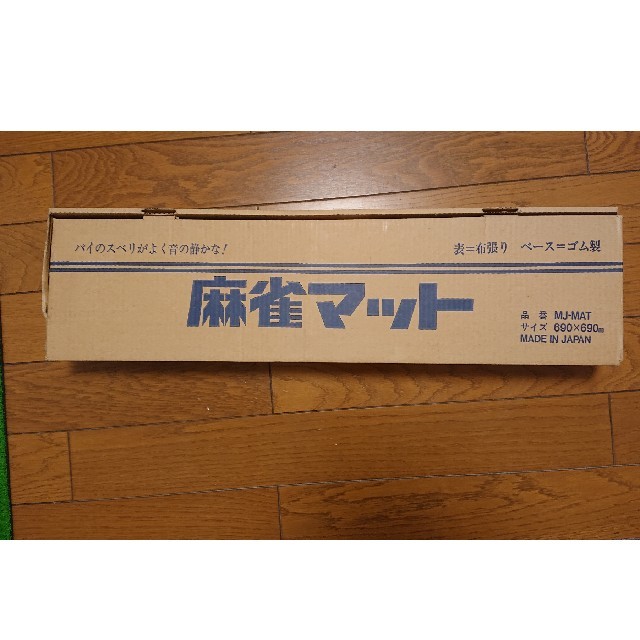 パイのスベリがよく音の静かな!
表=布張り ベース=ゴム製
麻雀マット
品番 MJ-MAT
サイズ 690×690㎜
MADE IN JAPAN